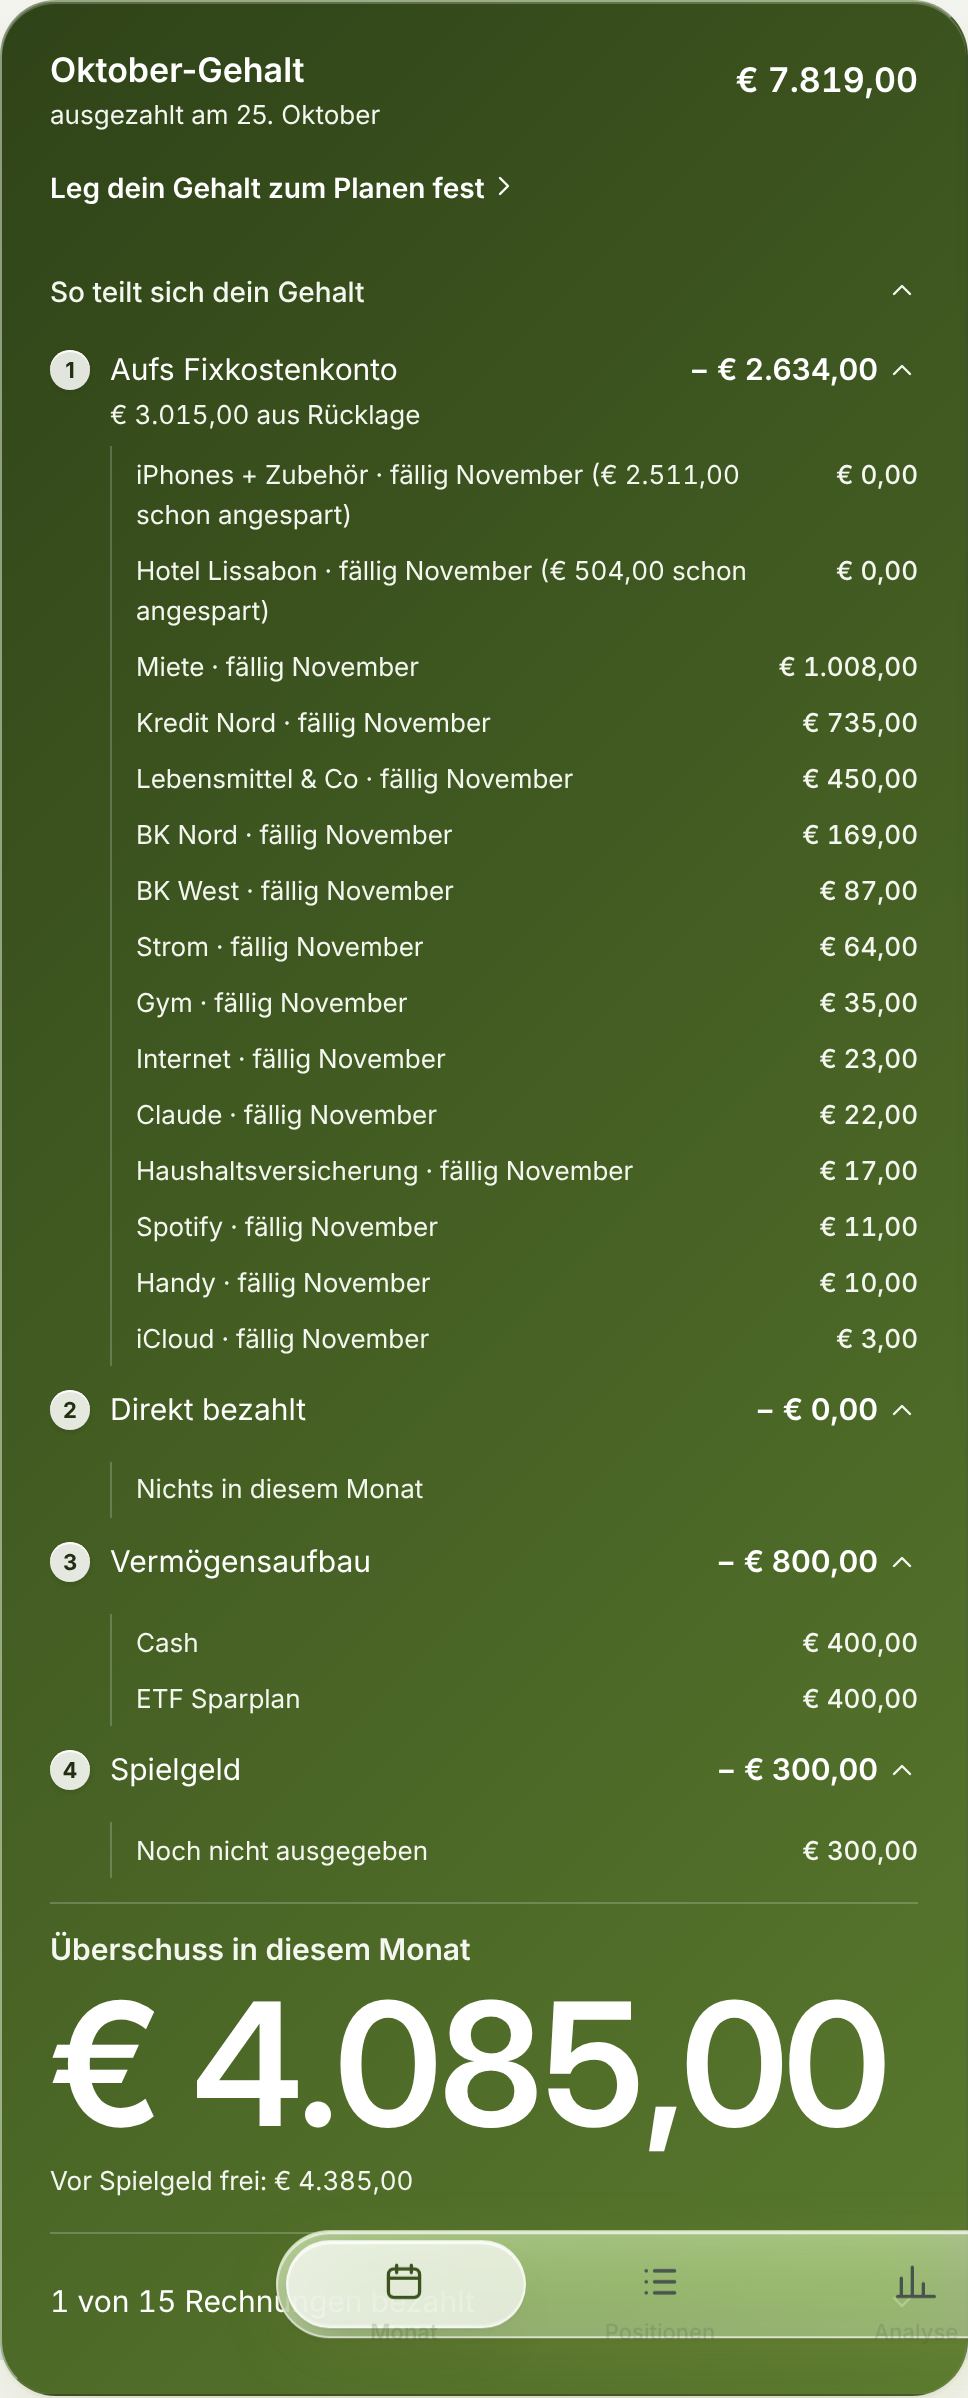 Oktober-Gehalt
€ 7.819,00
ausgezahlt am 25. Oktober
Leg dein Gehalt zum Planen fest
So teilt sich dein Gehalt
1 Aufs Fixkostenkonto – € 2.634,00
€ 3.015,00 aus Rücklage
iPhones + Zubehör · fällig November (€ 2.511,00 € 0,00
schon angespart)
Hotel Lissabon · fällig November (€ 504,00 schon € 0,00
angespart)
Miete · fällig November € 1.008,00
Kredit Nord · fällig November € 735,00
Lebensmittel & Co · fällig November € 450,00
BK Nord · fällig November € 169,00
BK West · fällig November € 87,00
Strom · fällig November € 64,00
Gym · fällig November € 35,00
Internet · fällig November € 23,00
Claude · fällig November € 22,00
Haushaltsversicherung · fällig November € 17,00
Spotify · fällig November € 11,00
Handy · fällig November € 10,00
iCloud · fällig November € 3,00
2 Direkt bezahlt – € 0,00
Nichts in diesem Monat
3 Vermögensaufbau – € 800,00
Cash € 400,00
ETF Sparplan € 400,00
4 Spielgeld – € 300,00
Noch nicht ausgegeben € 300,00
Überschuss in diesem Monat
€ 4.085,00
Vor Spielgeld frei: € 4.385,00
1 von 15 Rechnungen bezahlt
Monat Positionen Analyse